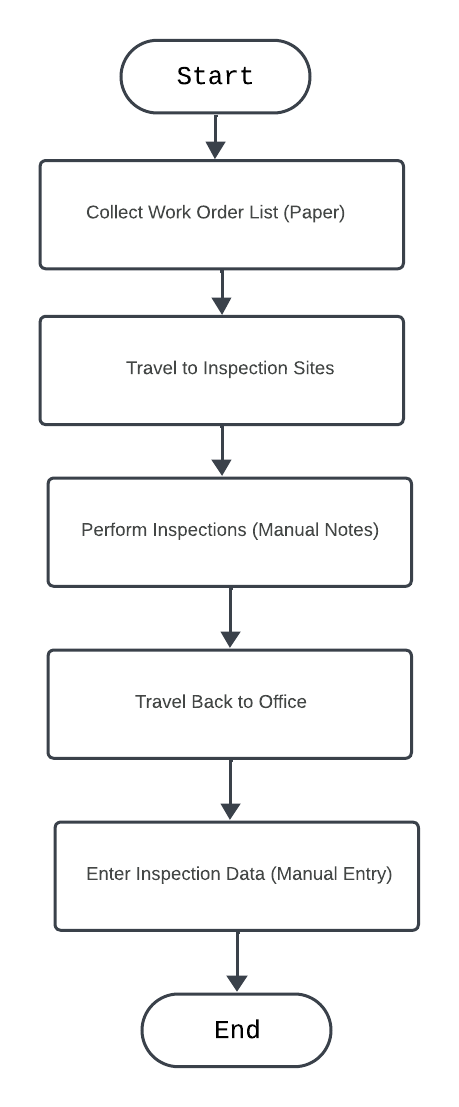 Start
Collect Work Order List (Paper)
Travel to Inspection Sites
Perform Inspections (Manual Notes)
Travel Back to Office
Enter Inspection Data (Manual Entry)
End